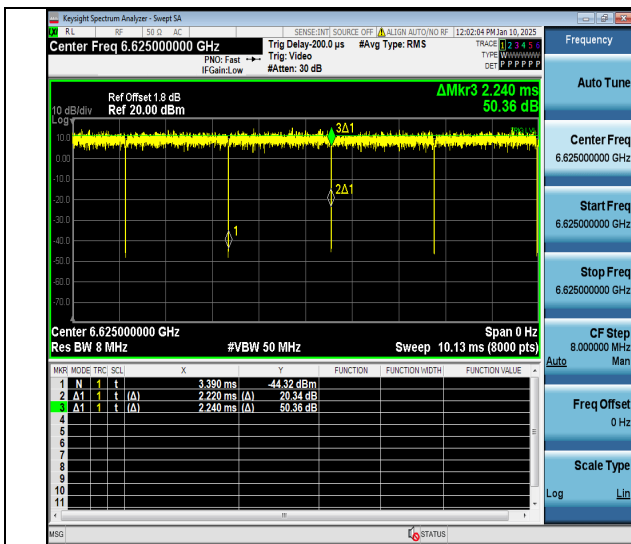 Keysight Spectrum Analyzer - Swept SA
RL RF 50 Ω AC SENSE:INT SOURCE OFF ALIGN AUTO/NO RF 12:02:04 PM Jan 10, 2025
Center Freq 6.625000000 GHz
PNO: Fast
IFGain:Low
Trig Delay-200.0 µs
Trig: Video
#Atten: 30 dB
#Avg Type: RMS
TRACE 1 2 3 4 5 6
TYPE WWWWWW
DET P P P P P P
ΔMkr3 2.240 ms
50.36 dB
Ref Offset 1.8 dB
10 dB/div Ref 20.00 dBm
Log
10.0
0.00
-10.0
-20.0
-30.0
-40.0
-50.0
-60.0
-70.0
3Δ1
2Δ1
1
Center 6.625000000 GHz Span 0 Hz
Res BW 8 MHz #VBW 50 MHz Sweep 10.13 ms (8000 pts)
MKR MODE TRC SCL X Y FUNCTION FUNCTION WIDTH FUNCTION VALUE
1 N 1 t 3.390 ms -44.32 dBm
2 Δ1 1 t (Δ) 2.220 ms (Δ) 20.34 dB
3 Δ1 1 t (Δ) 2.240 ms (Δ) 50.36 dB
4
5
6
7
8
9
10
11
MSG STATUS
Frequency
Auto Tune
Center Freq
6.625000000 GHz
Start Freq
6.625000000 GHz
Stop Freq
6.625000000 GHz
CF Step
8.000000 MHz
Auto Man
Freq Offset
0 Hz
Scale Type
Log Lin